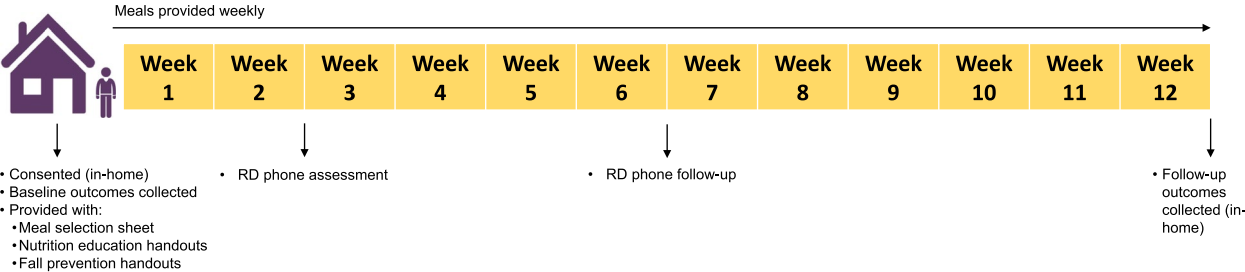 Meals provided weekly
Week 1
Week 2
Week 3
Week 4
Week 5
Week 6
Week 7
Week 8
Week 9
Week 10
Week 11
Week 12
• Consented (in-home)
• Baseline outcomes collected
• Provided with:
• Meal selection sheet
• Nutrition education handouts
• Fall prevention handouts
• RD phone assessment
• RD phone follow-up
• Follow-up
outcomes
collected (in-
home)